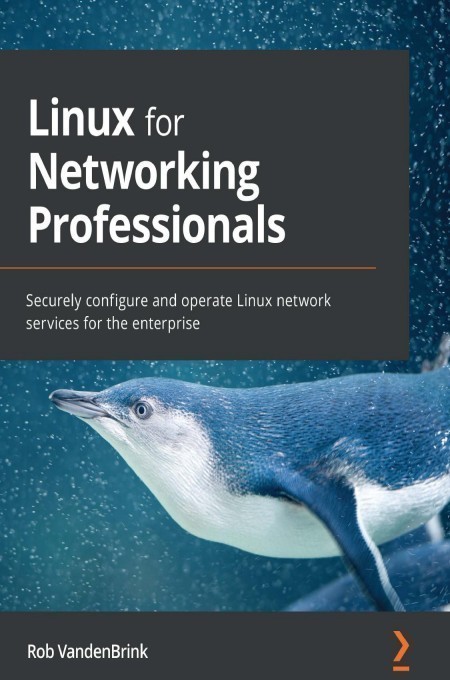 Linux for
Networking
Professionals
Securely configure and operate Linux network
services for the enterprise
Rob VandenBrink